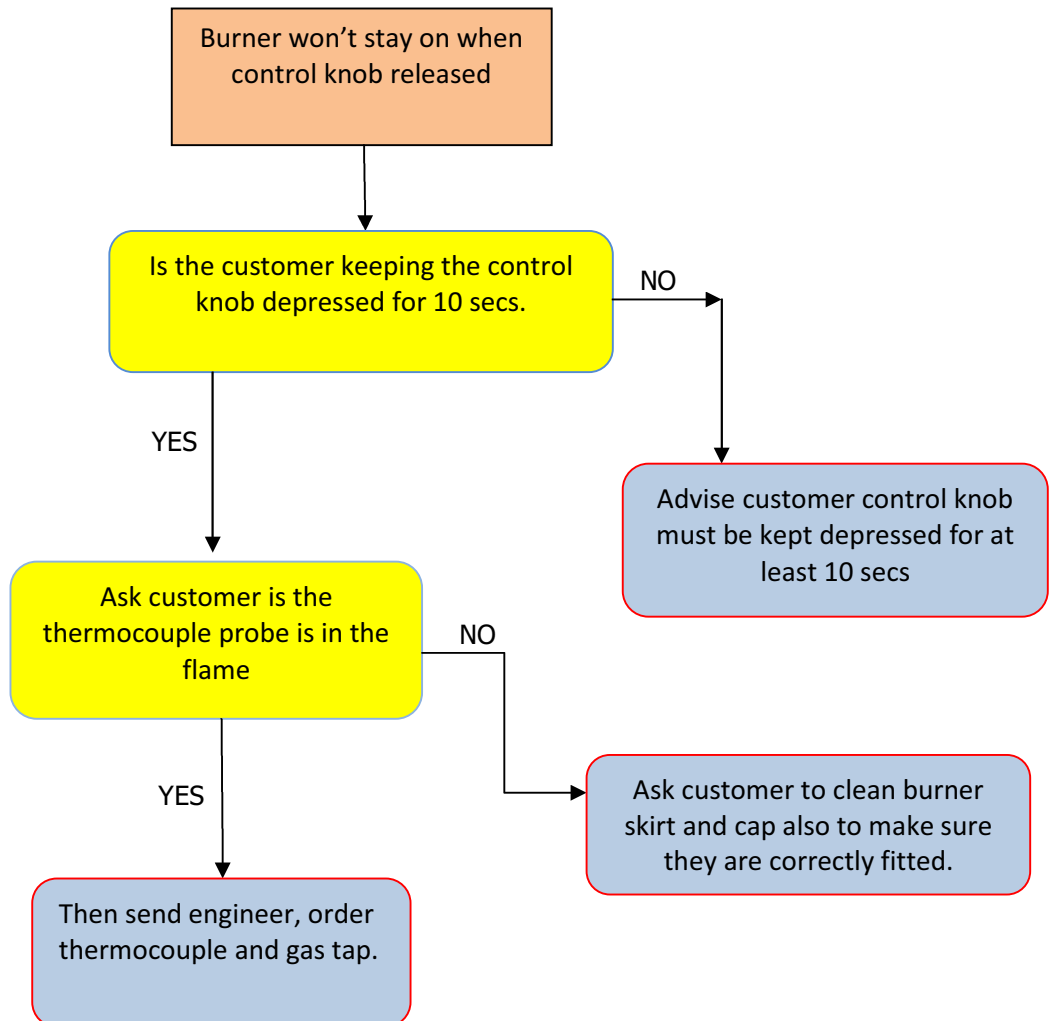 Burner won’t stay on when
control knob released
Is the customer keeping the control
knob depressed for 10 secs.
NO
YES
Advise customer control knob
must be kept depressed for at
least 10 secs
Ask customer is the
thermocouple probe is in the
flame
NO
YES
Ask customer to clean burner
skirt and cap also to make sure
they are correctly fitted.
Then send engineer, order
thermocouple and gas tap.